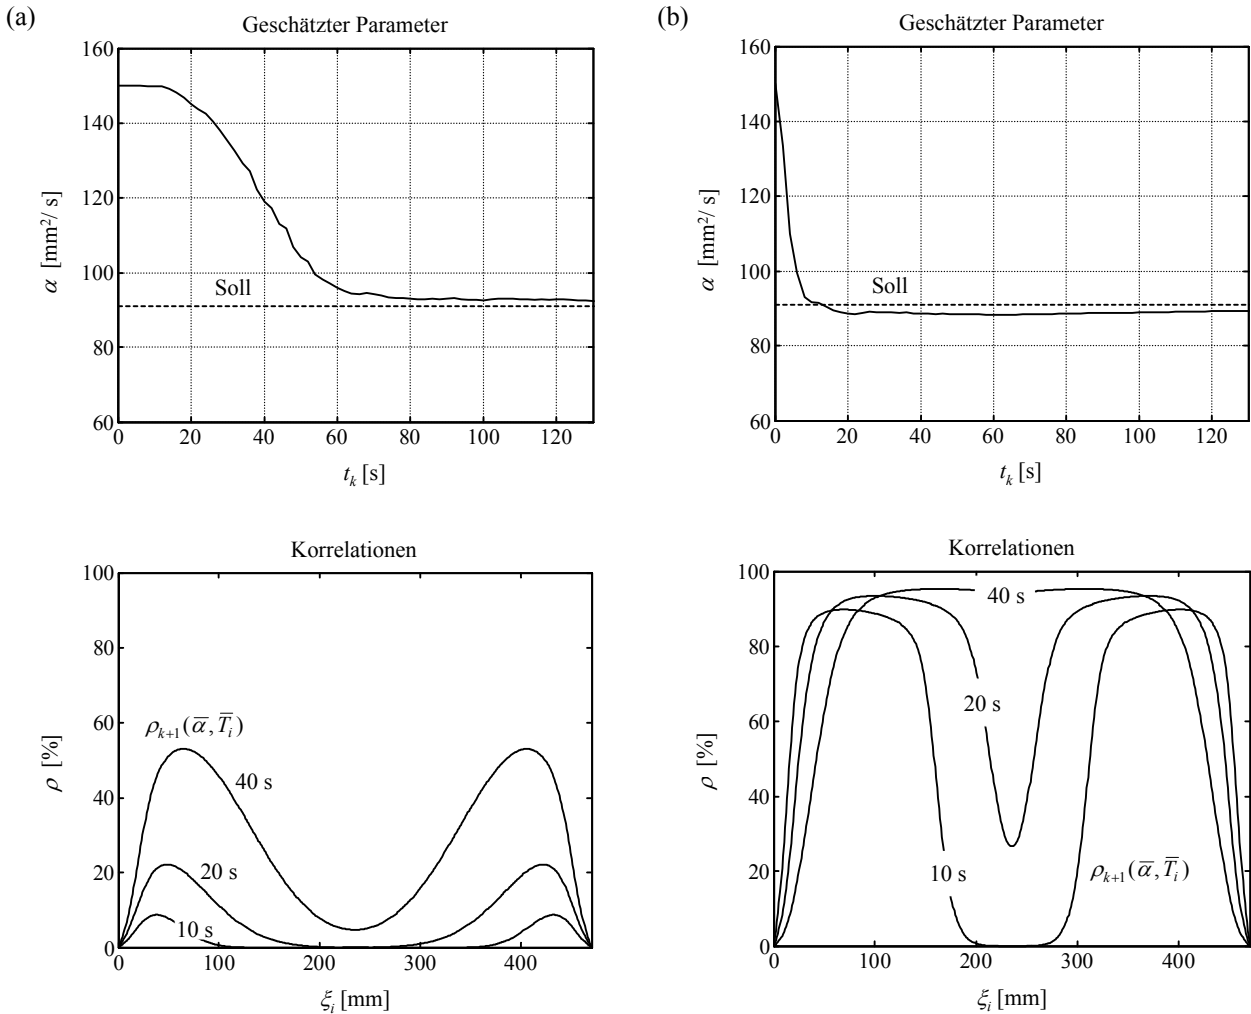 (a)
Geschätzter Parameter
160
140
120
100
80
60
α [mm²/ s]
Soll
0 20 40 60 80 100 120
t_k [s]
(b)
Geschätzter Parameter
160
140
120
100
80
60
α [mm²/ s]
Soll
0 20 40 60 80 100 120
t_k [s]
Korrelationen
100
80
60
40
20
0
ρ [%]
ρ_{k+1}(ᾱ, T̄_i)
40 s
20 s
10 s
0 100 200 300 400
ξ_i [mm]
Korrelationen
100
80
60
40
20
0
ρ [%]
40 s
20 s
10 s
ρ_{k+1}(ᾱ, T̄_i)
0 100 200 300 400
ξ_i [mm]